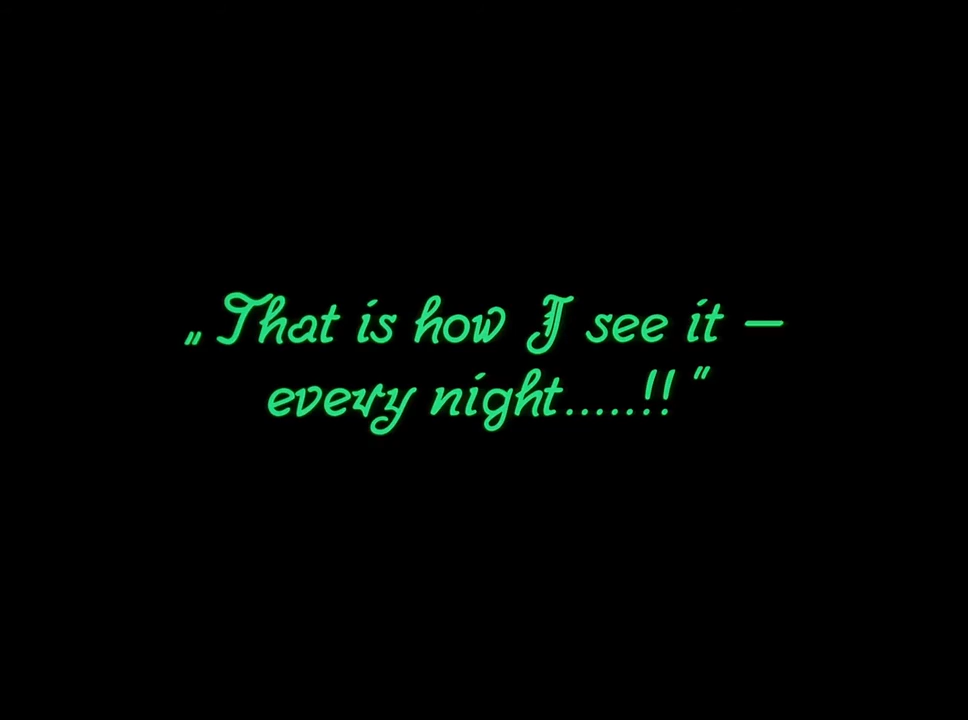 „That is how I see it –
every night.....!!"